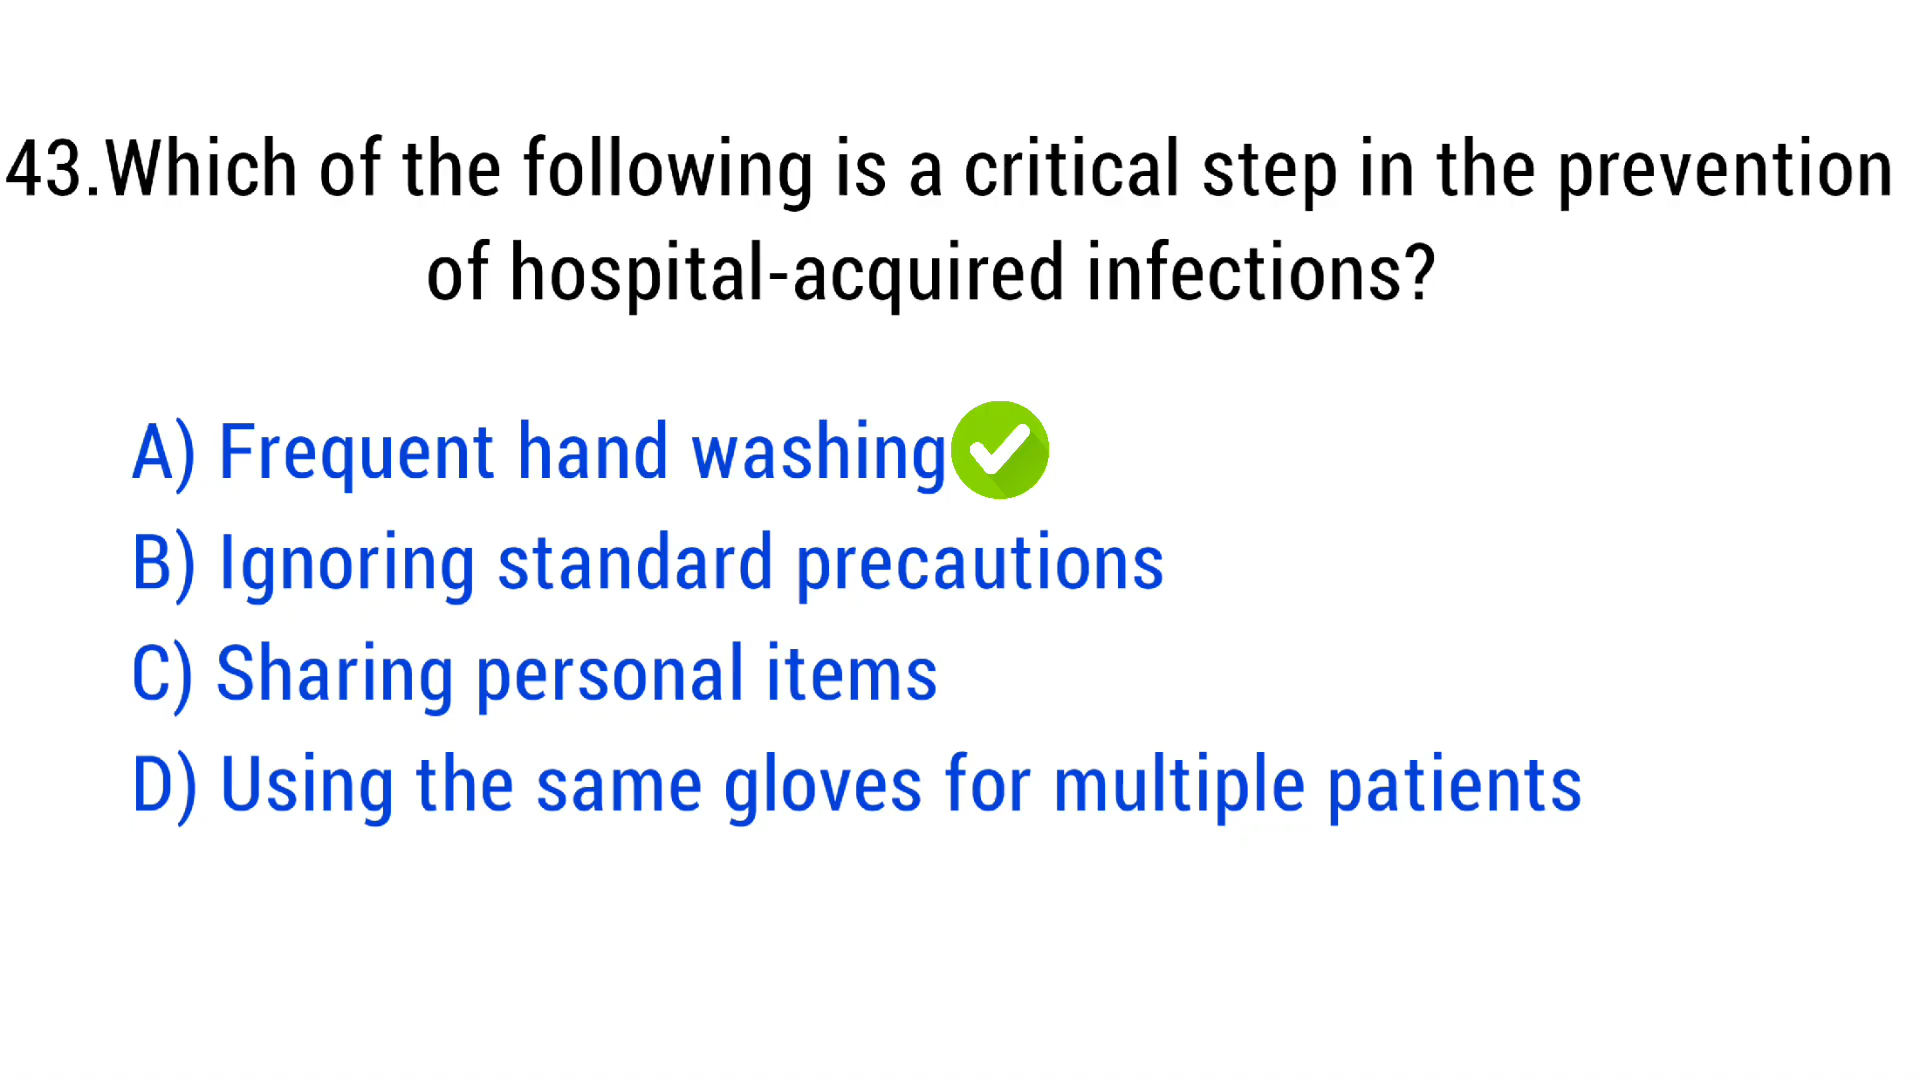 43.Which of the following is a critical step in the prevention
of hospital-acquired infections?
A) Frequent hand washing
B) Ignoring standard precautions
C) Sharing personal items
D) Using the same gloves for multiple patients